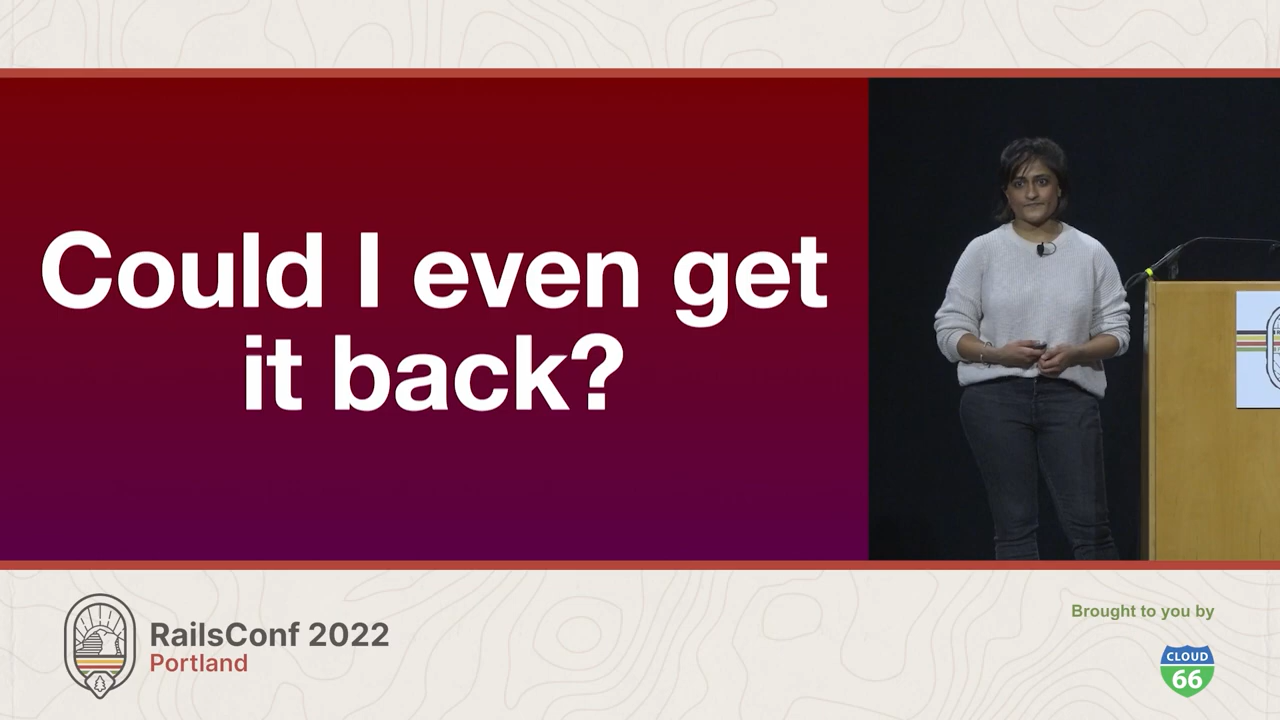 Could I even get
it back?
RailsConf 2022
Portland
Brought to you by
CLOUD
66